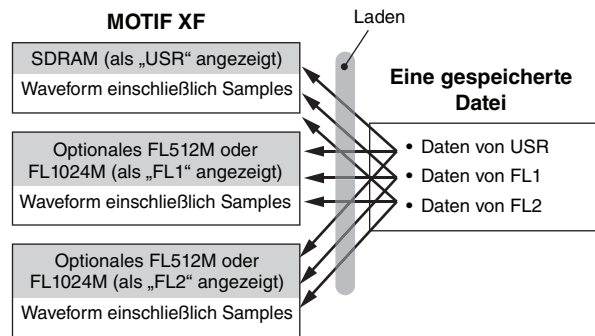 MOTIF XF
Laden
SDRAM (als „USR“ angezeigt)
Waveform einschließlich Samples
Optionales FL512M oder
FL1024M (als „FL1“ angezeigt)
Waveform einschließlich Samples
Optionales FL512M oder
FL1024M (als „FL2“ angezeigt)
Waveform einschließlich Samples
Eine gespeicherte
Datei
• Daten von USR
• Daten von FL1
• Daten von FL2